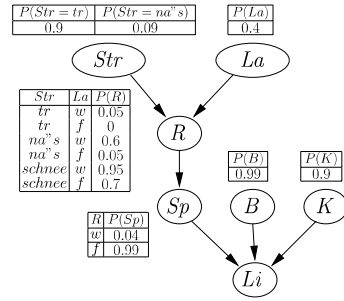 P(Str = tr) P(Str = na"s) P(La)
0.9 0.09 0.4
Str La
Str La P(R)
tr w 0.05
tr f 0
na"s w 0.6
na"s f 0.05
schnee w 0.95
schnee f 0.7
R
P(B) P(K)
0.99 0.9
Sp B K
R P(Sp)
w 0.04
f 0.99
Li